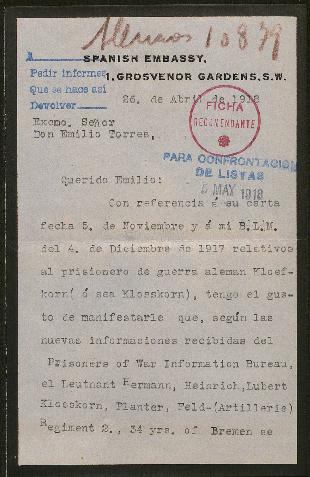 Alemos 10879
SPANISH EMBASSY,
1, GROSVENOR GARDENS, S.W.
A
Pedir informes
Que se hace así
Devolver
26. de Abril de 1918
FICHA
RECOMENDANTE
Excmo. Señor
Don Emilio Torres,
PARA CONFRONTACION
DE LISTAS
5 MAY 1918
Querido Emilio:
Con referencia á su carta
fecha 5. de Noviembre y á mi B.L.M.
del 4. de Diciembre de 1917 relativos
al prisionero de guerra aleman Kloef-
korn( ó sea Klosskorn), tengo el gus-
to de manifestarle que, según las
nuevas informaciones recibidas del
Prisoners of War Information Bureau,
el Leutnant Hermann, Heinrich, Lubert
Kloeskorn, Planter, Feld-(Artillerie)
Regiment 2., 34 yrs. of Bremen se